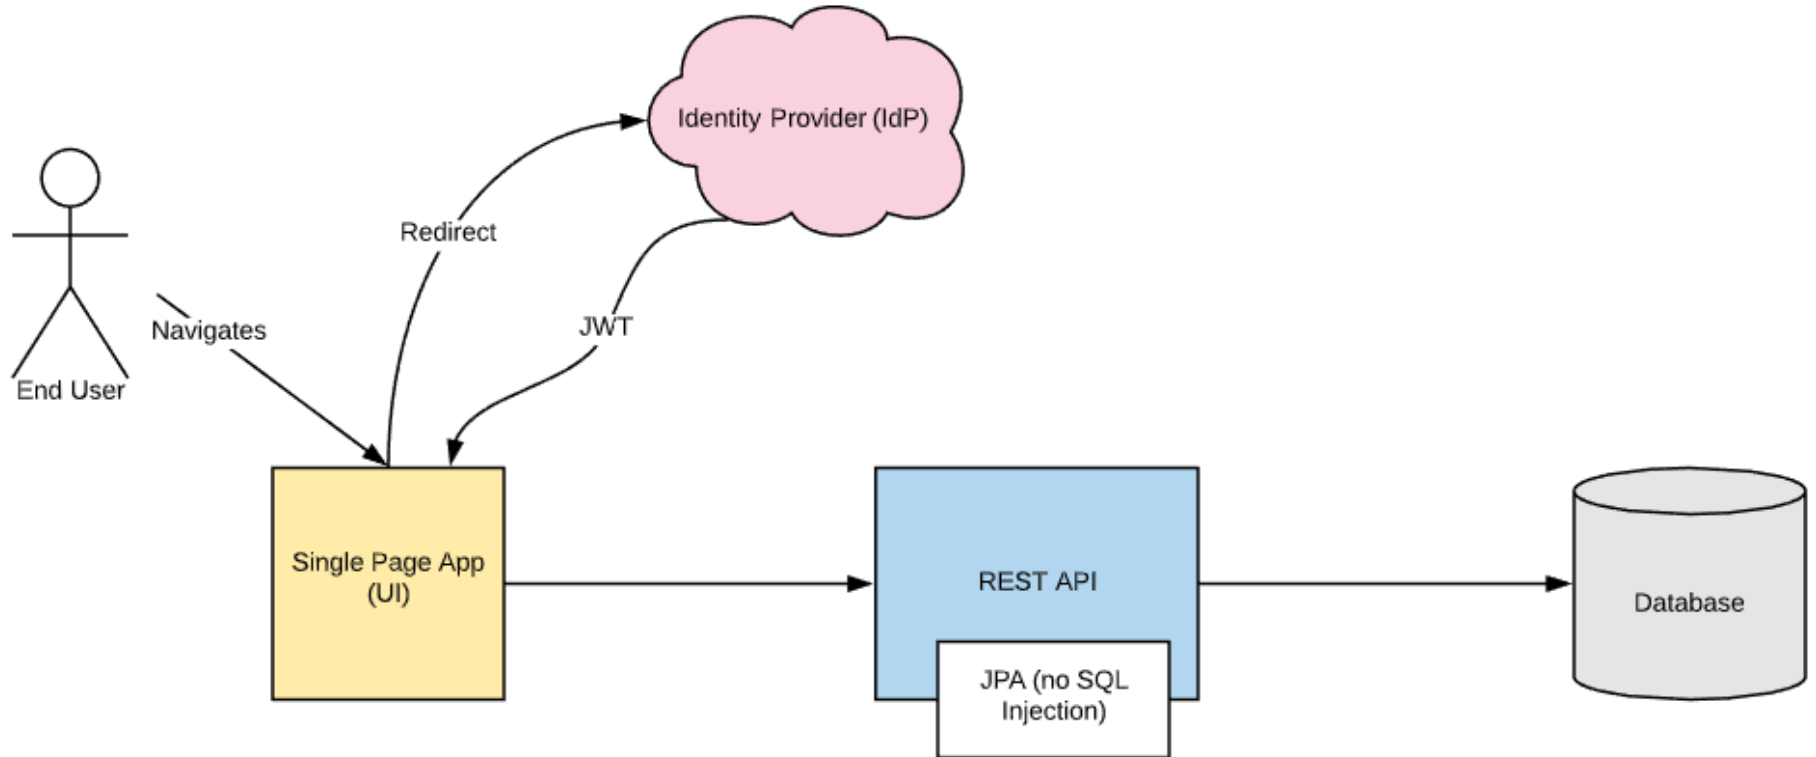 Identity Provider (IdP)
Redirect
Navigates
JWT
End User
Single Page App
(UI)
REST API
Database
JPA (no SQL
Injection)